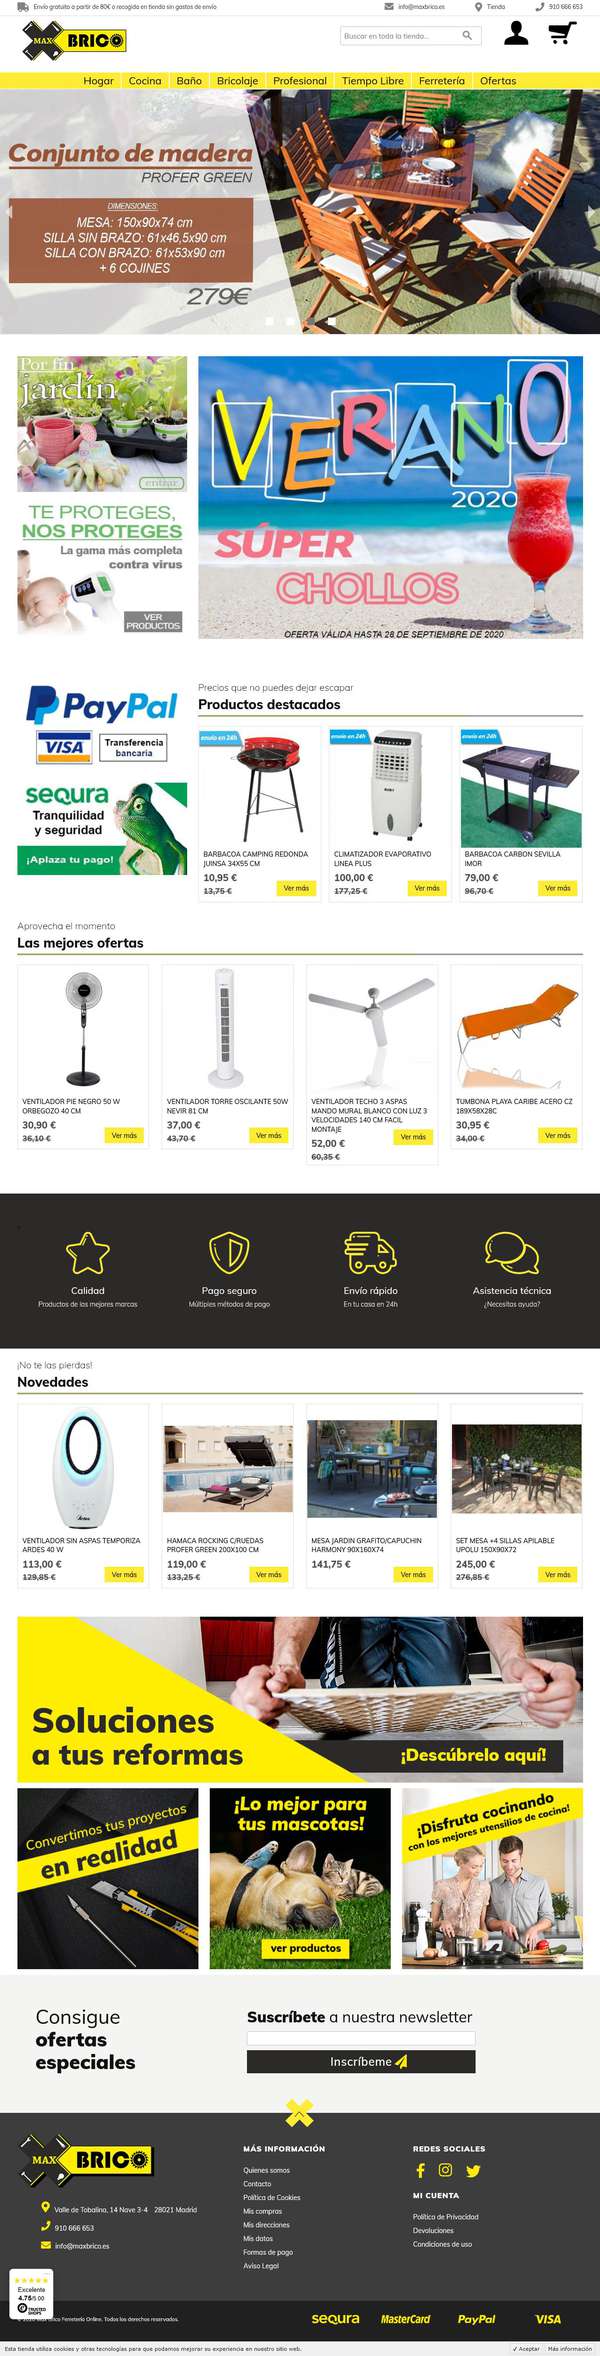 Envío gratuito a partir de 80€ o recogida en tienda sin gastos de envío
info@maxbrico.es
Tienda
910 666 653
MAX BRICO
Buscar en toda la tienda...
Hogar Cocina Baño Bricolaje Profesional Tiempo Libre Ferretería Ofertas
Conjunto de madera
PROFER GREEN
DIMENSIONES:
MESA: 150x90x74 cm
SILLA SIN BRAZO: 61x46,5x90 cm
SILLA CON BRAZO: 61x53x90 cm
+ 6 COJINES
279€
Por fin
jardín
entrar
TE PROTEGES,
NOS PROTEGES
La gama más completa
contra virus
VER
PRODUCTOS
VERANO
2020
SÚPER
CHOLLOS
OFERTA VÁLIDA HASTA 28 DE SEPTIEMBRE DE 2020
PayPal
VISA
Transferencia
bancaria
seQura
Tranquilidad
y seguridad
¡Aplaza tu pago!
Precios que no puedes dejar escapar
Productos destacados
envío en 24h
BARBACOA CAMPING REDONDA
JUNSA 34X55 CM
10,95 €
13,75 €
Ver más
envío en 24h
CLIMATIZADOR EVAPORATIVO
LINEA PLUS
100,00 €
177,25 €
Ver más
envío en 24h
BARBACOA CARBON SEVILLA
IMOR
79,00 €
96,70 €
Ver más
Aprovecha el momento
Las mejores ofertas
VENTILADOR PIE NEGRO 50 W
ORBEGOZO 40 CM
30,90 €
36,10 €
Ver más
VENTILADOR TORRE OSCILANTE 50W
NEVIR 81 CM
37,00 €
43,70 €
Ver más
VENTILADOR TECHO 3 ASPAS
MANDO MURAL BLANCO CON LUZ 3
VELOCIDADES 140 CM FACIL
MONTAJE
52,00 €
60,35 €
Ver más
TUMBONA PLAYA CARIBE ACERO CZ
189X58X28C
30,95 €
34,00 €
Ver más
Calidad
Productos de las mejores marcas
Pago seguro
Múltiples métodos de pago
Envío rápido
En tu casa en 24h
Asistencia técnica
¿Necesitas ayuda?
¡No te las pierdas!
Novedades
VENTILADOR SIN ASPAS TEMPORIZA
ARDES 40 W
113,00 €
129,85 €
Ver más
HAMACA ROCKING C/RUEDAS
PROFER GREEN 200X100 CM
119,00 €
133,25 €
Ver más
MESA JARDIN GRAFITO/CAPUCHIN
HARMONY 90X160X74
141,75 €
Ver más
SET MESA +4 SILLAS APILABLE
UPOLU 150X90X72
245,00 €
276,85 €
Ver más
Soluciones
a tus reformas
¡Descúbrelo aquí!
Convertimos tus proyectos
en realidad
¡Lo mejor para
tus mascotas!
ver productos
¡Disfruta cocinando
con los mejores utensilios de cocina!
Consigue
ofertas
especiales
Suscríbete a nuestra newsletter
Inscríbeme
MAX BRICO
Valle de Tobalina, 14 Nave 3-4 28021 Madrid
910 666 653
info@maxbrico.es
MÁS INFORMACIÓN
Quienes somos
Contacto
Política de Cookies
Mis compras
Mis direcciones
Mis datos
Formas de pago
Aviso Legal
REDES SOCIALES
MI CUENTA
Política de Privacidad
Devoluciones
Condiciones de uso
Excelente
4.75/5.00
TRUSTED
SHOPS
Ferretería Online, Todos los derechos reservados.
seQura MasterCard PayPal VISA
Esta tienda utiliza cookies y otras tecnologías para que podamos mejorar su experiencia en nuestro sitio web.
✓ Aceptar
Más información